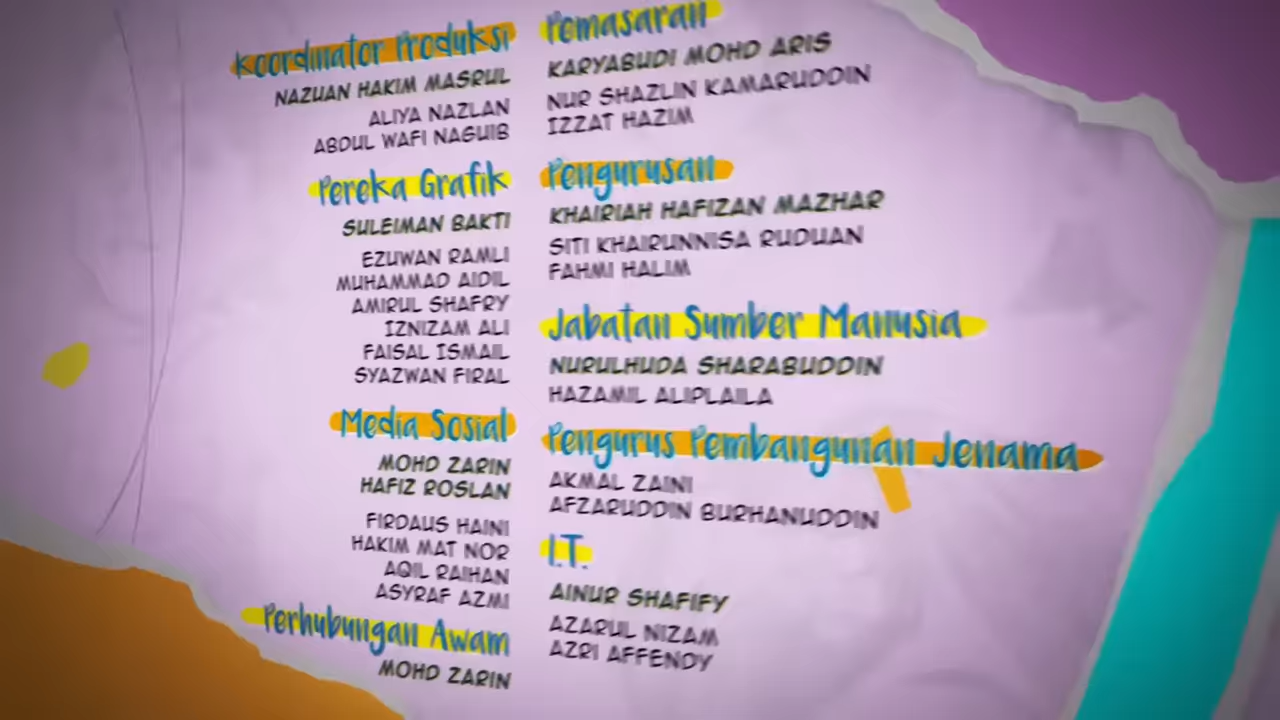 Koordinator Produksi
NAZUAN HAKIM MASRUL
ALIYA NAZLAN
ABDUL WAFI NAGUIB
Pereka Grafik
SULEIMAN BAKTI
EZUWAN RAMLI
MUHAMMAD AIDIL
AMIRUL SHAFRY
IZNIZAM ALI
FAISAL ISMAIL
SYAZWAN FIRAL
Media Sosial
MOHD ZARIN
HAFIZ ROSLAN
FIRDAUS HAINI
HAKIM MAT NOR
AQIL RAIHAN
ASYRAF AZMI
Perhubungan Awam
MOHD ZARIN
Pemasaran
KARYABUDI MOHD ARIS
NUR SHAZLIN KAMARUDDIN
IZZAT HAZIM
Pengurusan
KHAIRIAH HAFIZAN MAZHAR
SITI KHAIRUNNISA RUDUAN
FAHMI HALIM
Jabatan Sumber Manusia
NURULHUDA SHARABUDDIN
HAZAMIL ALIPLAILA
Pengurus Pembangunan Jenama
AKMAL ZAINI
AFZARUDDIN BURHANUDDIN
I.T.
AINUR SHAFIFY
AZARUL NIZAM
AZRI AFFENDY